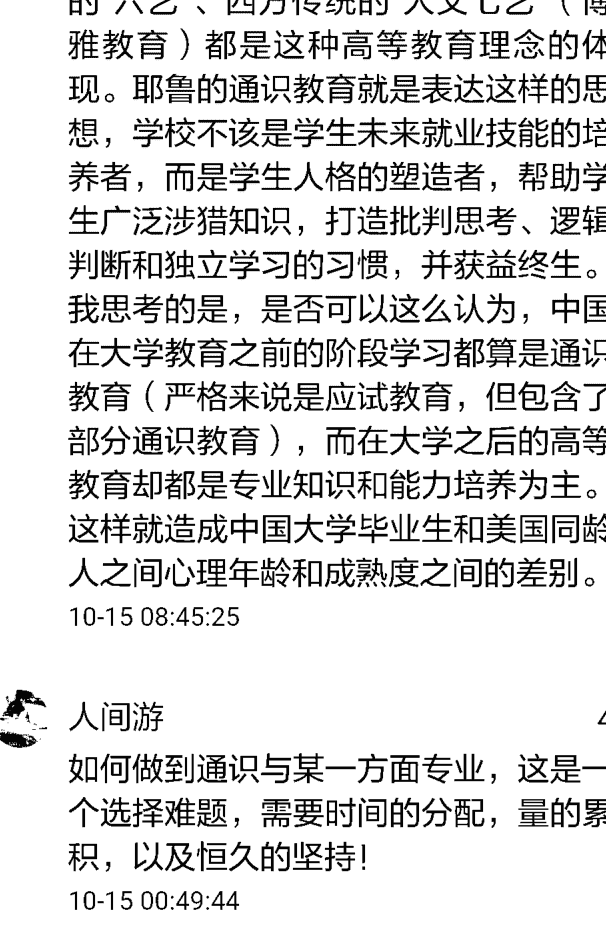 的“六艺”、西方传统的“人文七艺”（博
雅教育）都是这种高等教育理念的体
现。耶鲁的通识教育就是表达这样的思
想，学校不该是学生未来就业技能的培
养者，而是学生人格的塑造者，帮助学
生广泛涉猎知识，打造批判思考、逻辑
判断和独立学习的习惯，并获益终生。
我思考的是，是否可以这么认为，中国
在大学教育之前的阶段学习都算是通识
教育（严格来说是应试教育，但包含了
部分通识教育），而在大学之后的高等
教育却都是专业知识和能力培养为主。
这样就造成中国大学毕业生和美国同龄
人之间心理年龄和成熟度之间的差别。
10-15 08:45:25
人间游
如何做到通识与某一方面专业，这是一
个选择难题，需要时间的分配，量的累
积，以及恒久的坚持！
10-15 00:49:44